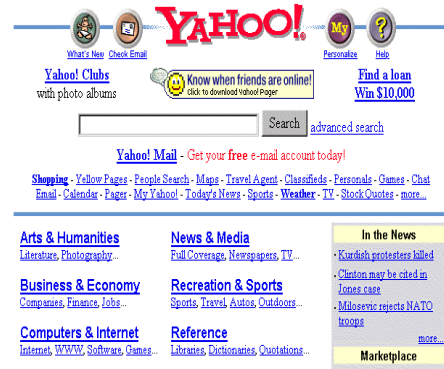 YAHOO!
My
?
What's New
Check Email
Personalize
Help
Yahoo! Clubs
with photo albums
Know when friends are online!
Click to download Yahoo! Pager
Find a loan
Win $10,000
Search
advanced search
Yahoo! Mail - Get your free e-mail account today!
Shopping - Yellow Pages - People Search - Maps - Travel Agent - Classifieds - Personals - Games - Chat
Email - Calendar - Pager - My Yahoo! - Today's News - Sports - Weather - TV - Stock Quotes - more...
Arts & Humanities
Literature, Photography...
News & Media
Full Coverage, Newspapers, TV...
Business & Economy
Companies, Finance, Jobs...
Recreation & Sports
Sports, Travel, Autos, Outdoors...
Computers & Internet
Internet, WWW, Software, Games...
Reference
Libraries, Dictionaries, Quotations...
In the News
· Kurdish protesters killed
· Clinton may be cited in
Jones case
· Milosevic rejects NATO
troops
more...
Marketplace